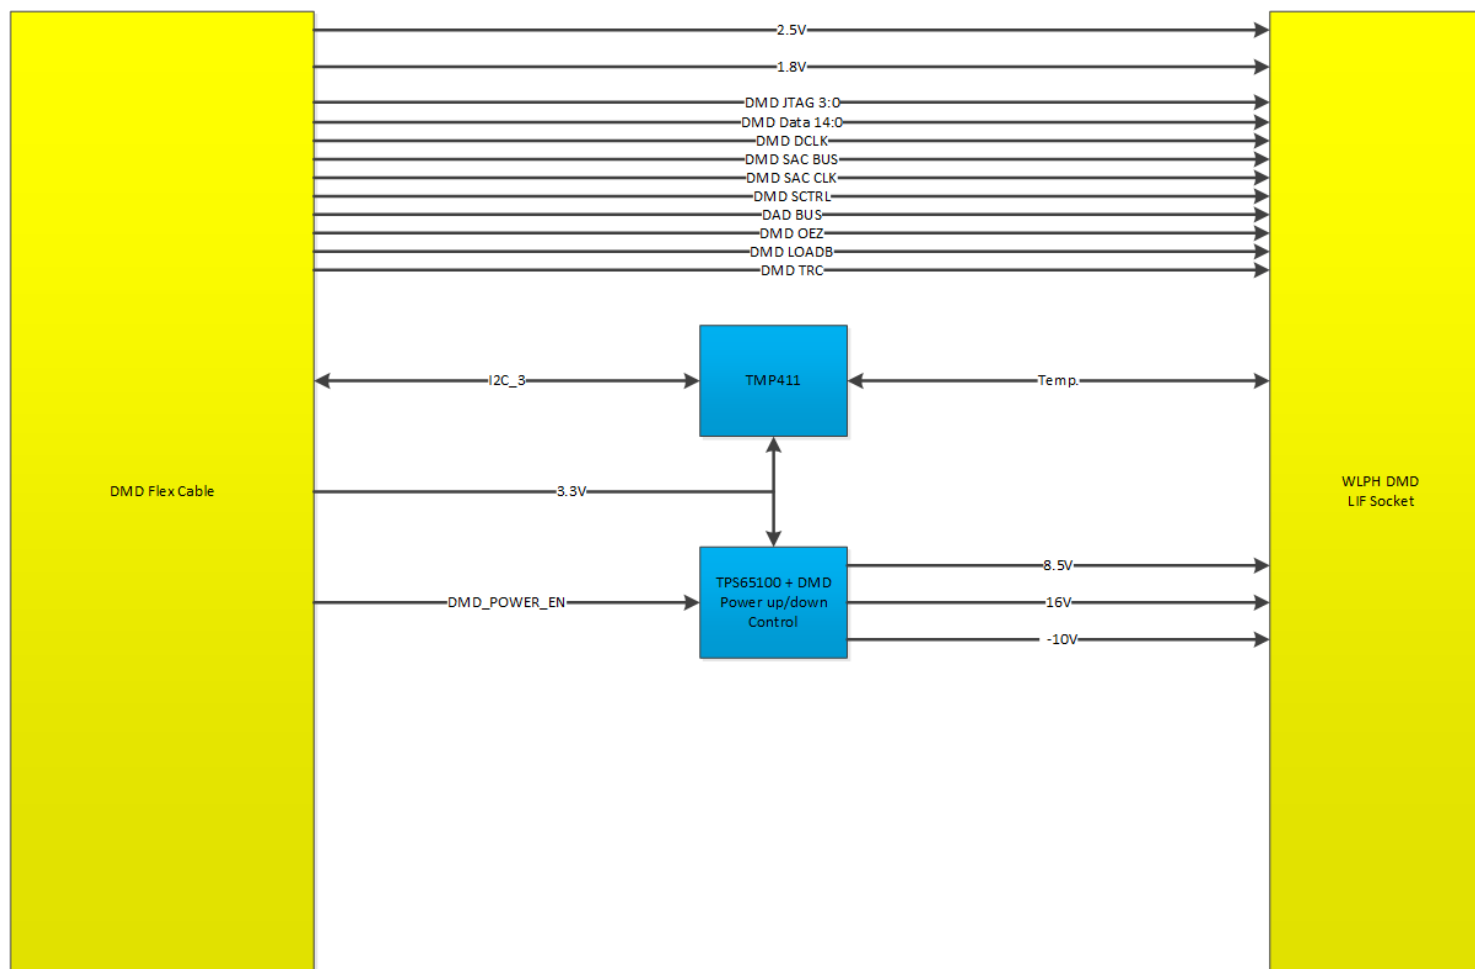 2.5V
1.8V
DMD JTAG 3:0
DMD Data 14:0
DMD DCLK
DMD SAC BUS
DMD SAC CLK
DMD SCTRL
DAD BUS
DMD OEZ
DMD LOADB
DMD TRC
I2C_3
TMP411
Temp.
DMD Flex Cable
3.3V
WLPH DMD
LIF Socket
TPS65100 + DMD
Power up/down
Control
DMD_POWER_EN
8.5V
16V
-10V